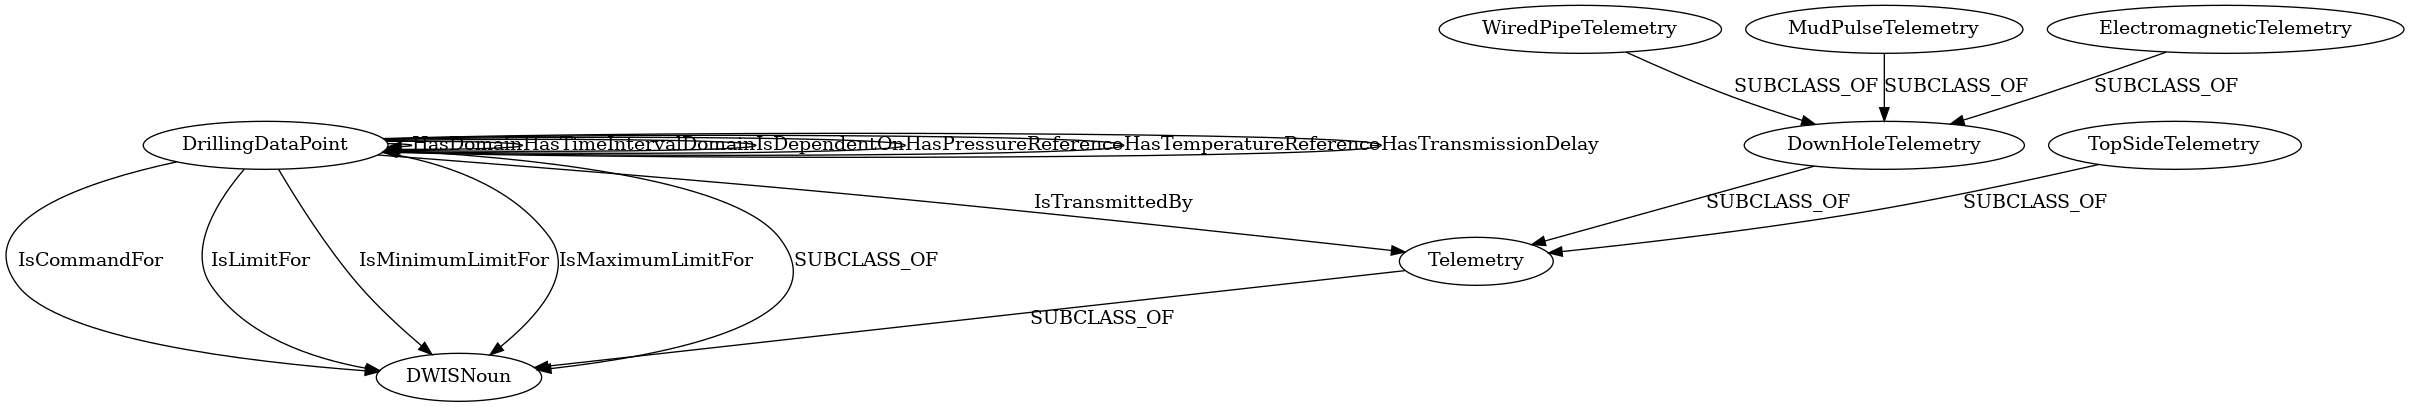 WiredPipeTelemetry
MudPulseTelemetry
ElectromagneticTelemetry
SUBCLASS_OF
SUBCLASS_OF
SUBCLASS_OF
DrillingDataPoint
HasDomain
HasTimeIntervalDomain
IsDependentOn
HasPressureReference
HasTemperatureReference
HasTransmissionDelay
DownHoleTelemetry
TopSideTelemetry
IsTransmittedBy
SUBCLASS_OF
SUBCLASS_OF
IsCommandFor
IsLimitFor
IsMinimumLimitFor
IsMaximumLimitFor
SUBCLASS_OF
Telemetry
SUBCLASS_OF
DWISNoun